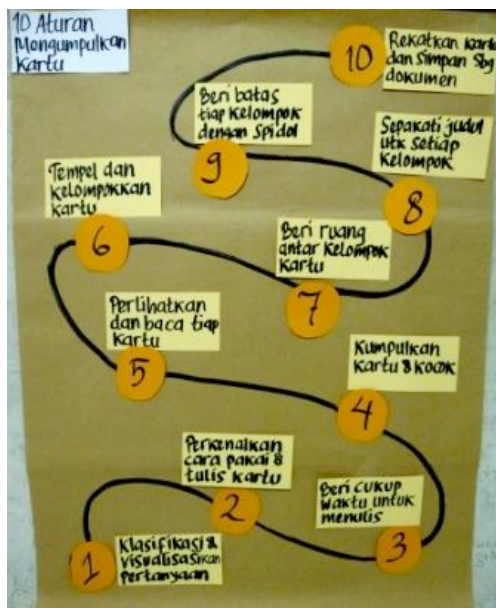 10 Aturan
Mengumpulkan
Kartu
10
Rekatkan kartu
dan simpan sbg
dokumen
Beri batas
tiap kelompok
dengan spidol
9
Sepakati judul
utk setiap
kelompok
8
Tempel dan
kelompokkan
kartu
6
Beri ruang
antar kelompok
kartu
7
Perlihatkan
dan baca tiap
kartu
5
Kumpulkan
kartu & kocok
4
Perkenalkan
cara pakai &
tulis kartu
2
Beri cukup
waktu untuk
menulis
3
1
Klasifikasi &
visualisasikan
pertanyaan